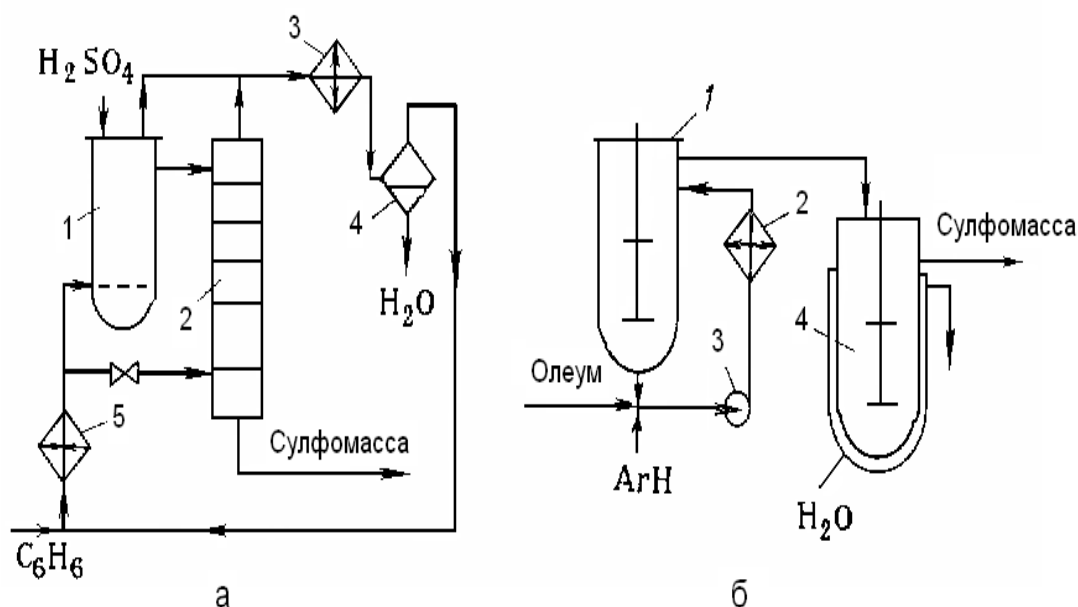 H₂SO₄
3
1
2
4
H₂O
5
Сулфомасса
C₆H₆
а
1
2
Сулфомасса
4
Олеум
3
ArH
H₂O
б